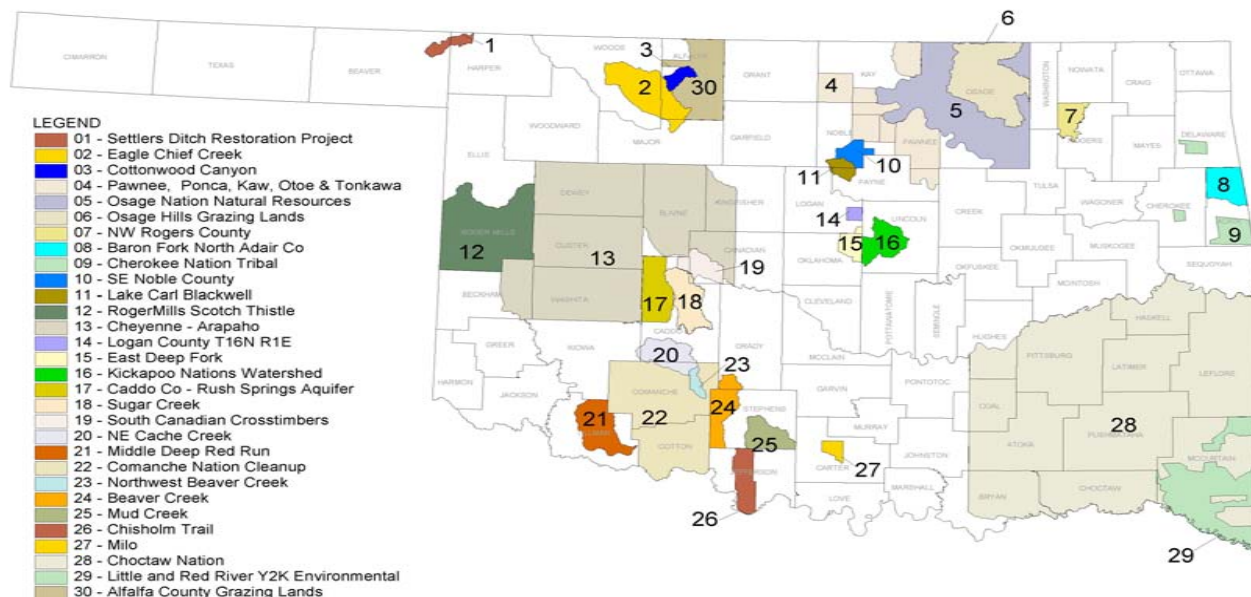 6
CIMARRON
TEXAS
BEAVER
HARPER
1
WOODS
3
ALFALFA
GRANT
KAY
OSAGE
WASHINGTON
NOWATA
CRAIG
OTTAWA
2
30
4
5
7
ROGERS
DELAWARE
MAYES
WOODWARD
MAJOR
GARFIELD
NOBLE
PAWNEE
ELLIE
10
11
PAYNE
8
DEWEY
BLAINE
KINGFISHER
LOGAN
14
LINCOLN
CREEK
TULSA
WAGONER
CHEROKEE
9
ROGER MILLS
12
CUSTER
13
CANADIAN
19
OKLAHOMA
15
16
OKMULGEE
MUSKOGEE
SEQUOYAH
OKFUSKEE
MCINTOSH
BECKHAM
WASHITA
17
18
CADDO
CLEVELAND
POTTAWATOMIE
SEMINOLE
HUGHES
HASKELL
GREER
KIOWA
20
GRADY
23
MCCLAIN
PITTSBURG
LATIMER
LEFLORE
HARMON
JACKSON
COMANCHE
22
24
STEPHENS
GARVIN
PONTOTOC
COAL
21
COTTON
25
MURRAY
JOHNSTON
ATOKA
PUSHMATAHA
28
MCCURTAIN
JEFFERSON
CARTER
27
LOVE
MARSHALL
BRYAN
CHOCTAW
26
29
LEGEND
01 - Settlers Ditch Restoration Project
02 - Eagle Chief Creek
03 - Cottonwood Canyon
04 - Pawnee, Ponca, Kaw, Otoe & Tonkawa
05 - Osage Nation Natural Resources
06 - Osage Hills Grazing Lands
07 - NW Rogers County
08 - Baron Fork North Adair Co
09 - Cherokee Nation Tribal
10 - SE Noble County
11 - Lake Carl Blackwell
12 - RogerMills Scotch Thistle
13 - Cheyenne - Arapaho
14 - Logan County T16N R1E
15 - East Deep Fork
16 - Kickapoo Nations Watershed
17 - Caddo Co - Rush Springs Aquifer
18 - Sugar Creek
19 - South Canadian Crosstimbers
20 - NE Cache Creek
21 - Middle Deep Red Run
22 - Comanche Nation Cleanup
23 - Northwest Beaver Creek
24 - Beaver Creek
25 - Mud Creek
26 - Chisholm Trail
27 - Milo
28 - Choctaw Nation
29 - Little and Red River Y2K Environmental
30 - Alfalfa County Grazing Lands